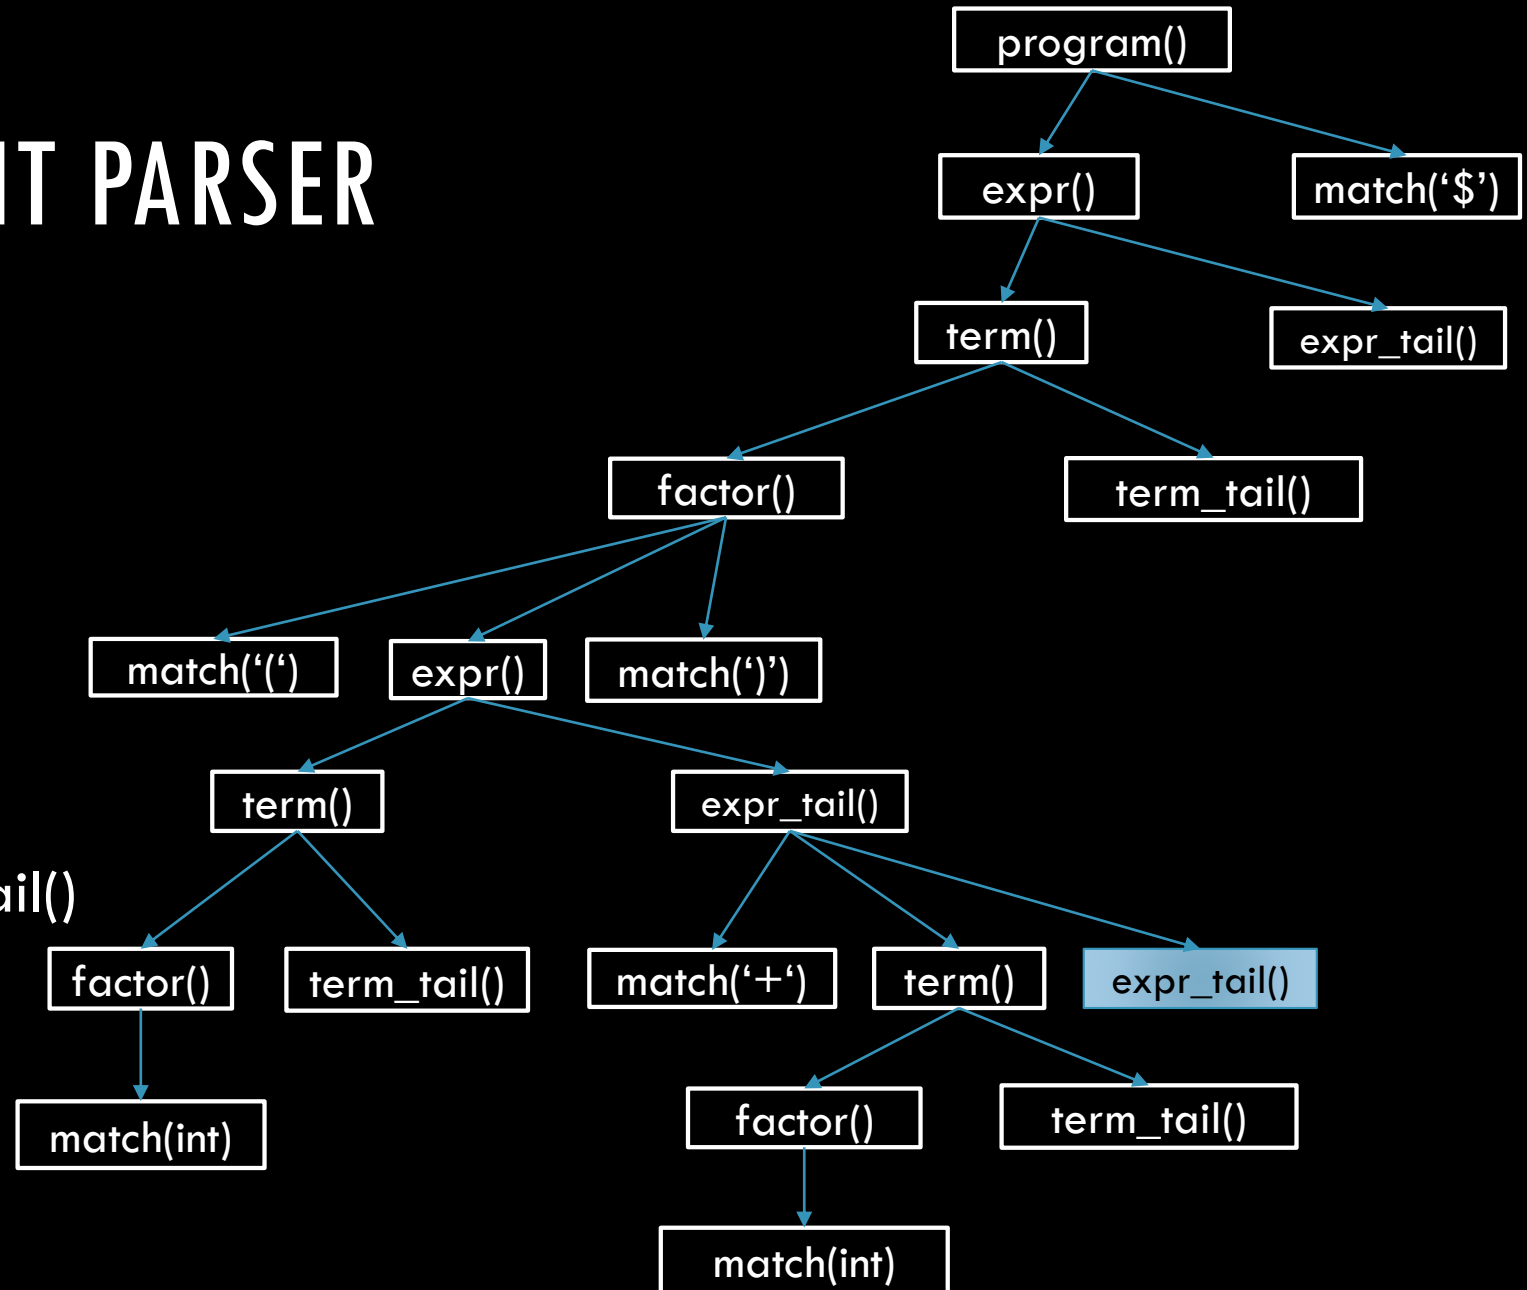 program()
NT PARSER
expr() match(‘$’)
term() expr_tail()
factor() term_tail()
match(‘(‘) expr() match(‘)’)
term() expr_tail()
ail()
factor() term_tail() match(‘+‘) term() expr_tail()
match(int) factor() term_tail()
match(int)